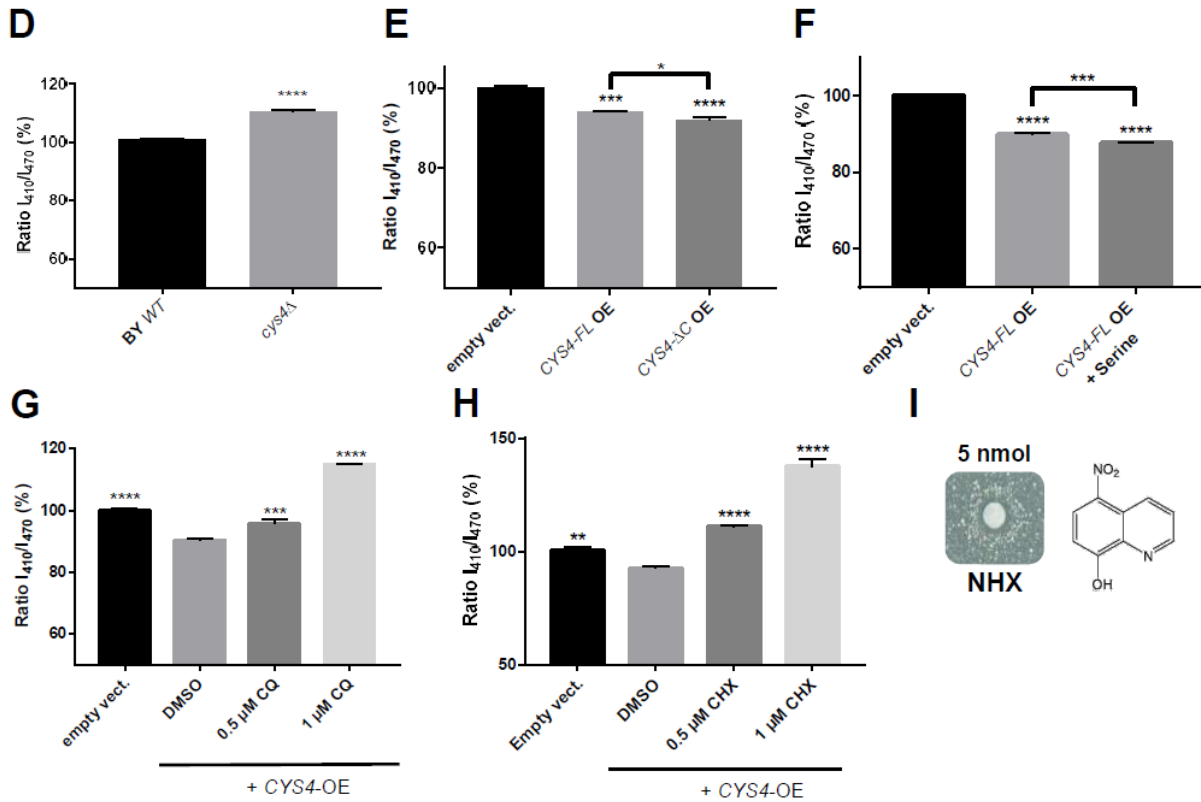 D
Ratio I410/I470 (%)
120
100
80
60
****
BY WT
cys4Δ
E
Ratio I410/I470 (%)
100
80
60
*
***
****
empty vect.
CYS4-FL OE
CYS4-ΔC OE
F
Ratio I410/I470 (%)
100
80
60
***
****
****
empty vect.
CYS4-FL OE
CYS4-FL OE
+ Serine
G
Ratio I410/I470 (%)
120
100
80
60
****
***
****
empty vect.
DMSO
0.5 µM CQ
1 µM CQ
+ CYS4-OE
H
Ratio I410/I470 (%)
150
100
50
**
****
****
Empty vect.
DMSO
0.5 µM CHX
1 µM CHX
+ CYS4-OE
I
5 nmol
NHX
NO2
N
OH